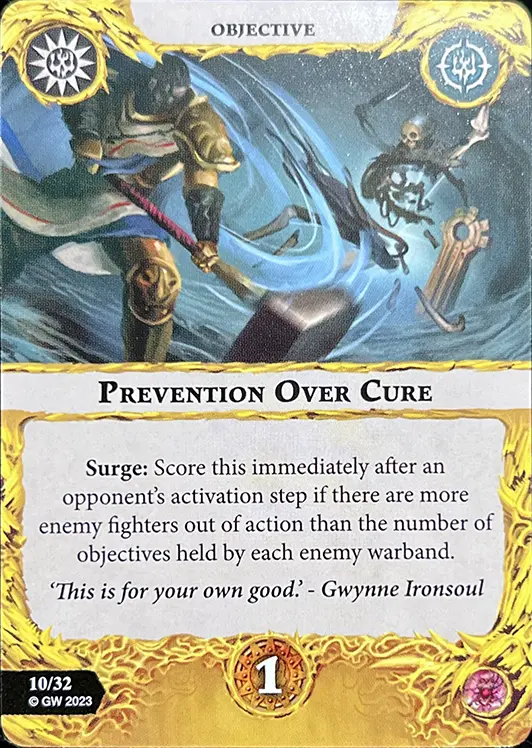 OBJECTIVE
PREVENTION OVER CURE
Surge: Score this immediately after an
opponent’s activation step if there are more
enemy fighters out of action than the number of
objectives held by each enemy warband.
‘This is for your own good.’ - Gwynne Ironsoul
1
10/32
© GW 2023